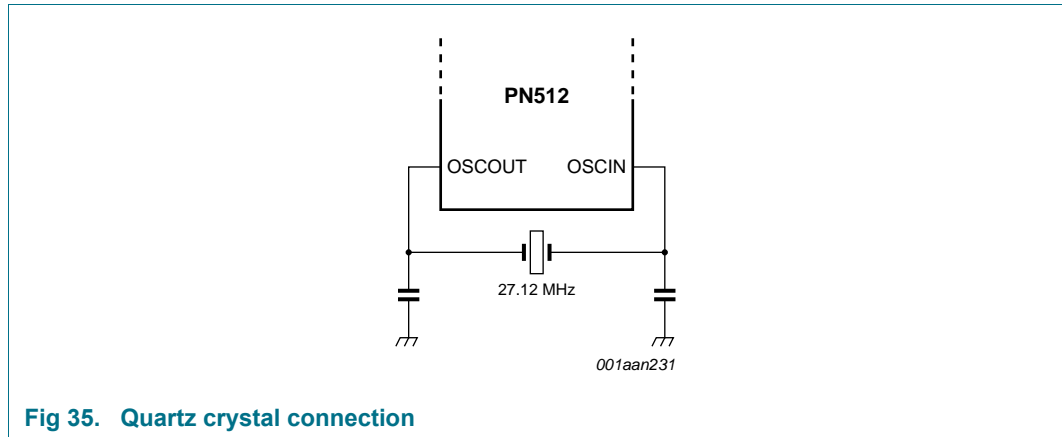 PN512
OSCOUT OSCIN
27.12 MHz
001aan231
Fig 35. Quartz crystal connection